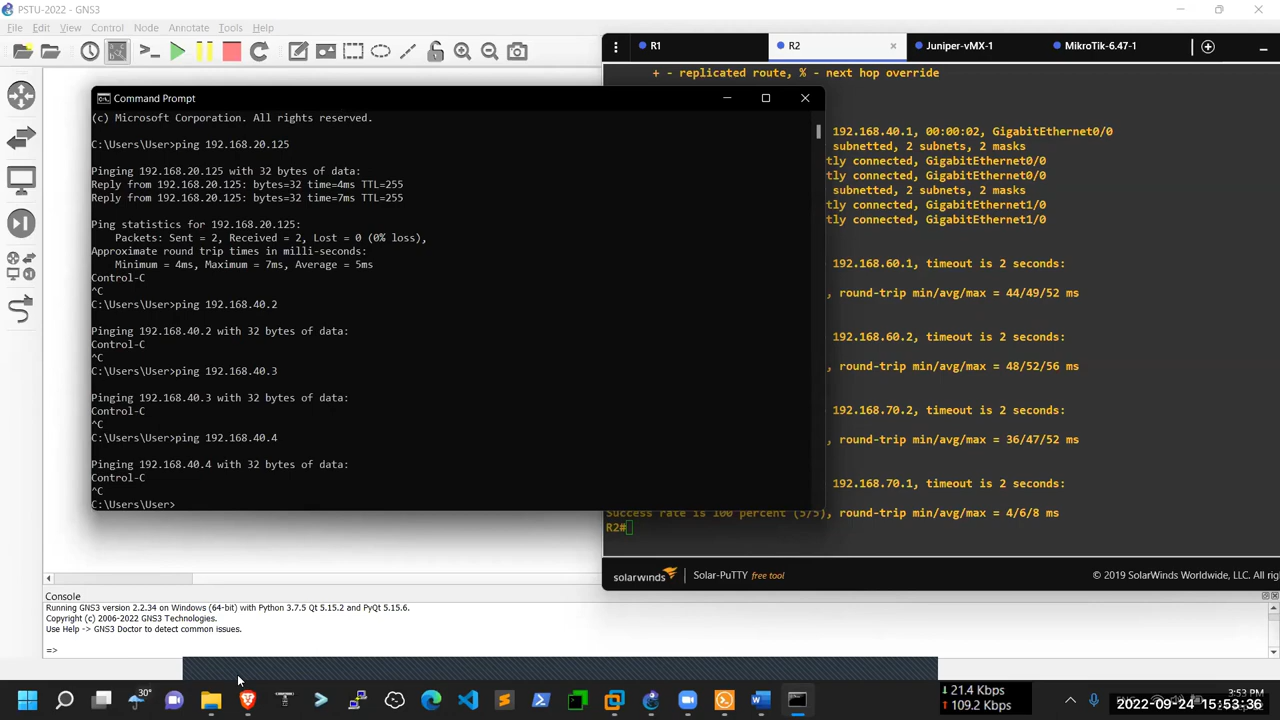 PSTU-2022 — GNS3
File Edit View Control Node Annotate Tools Help
R1
R2
Juniper-vMX-1
MikroTik-6.47-1
+ - replicated route, % - next hop override
Command Prompt
(c) Microsoft Corporation. All rights reserved.
C:\Users\User>ping 192.168.20.125
Pinging 192.168.20.125 with 32 bytes of data:
Reply from 192.168.20.125: bytes=32 time=4ms TTL=255
Reply from 192.168.20.125: bytes=32 time=7ms TTL=255
Ping statistics for 192.168.20.125:
Packets: Sent = 2, Received = 2, Lost = 0 (0% loss),
Approximate round trip times in milli-seconds:
Minimum = 4ms, Maximum = 7ms, Average = 5ms
Control-C
^C
C:\Users\User>ping 192.168.40.2
Pinging 192.168.40.2 with 32 bytes of data:
Control-C
^C
C:\Users\User>ping 192.168.40.3
Pinging 192.168.40.3 with 32 bytes of data:
Control-C
^C
C:\Users\User>ping 192.168.40.4
Pinging 192.168.40.4 with 32 bytes of data:
Control-C
^C
C:\Users\User>
192.168.40.1, 00:00:02, GigabitEthernet0/0
subnetted, 2 subnets, 2 masks
tly connected, GigabitEthernet0/0
tly connected, GigabitEthernet0/0
subnetted, 2 subnets, 2 masks
tly connected, GigabitEthernet1/0
tly connected, GigabitEthernet1/0
192.168.60.1, timeout is 2 seconds:
, round-trip min/avg/max = 44/49/52 ms
192.168.60.2, timeout is 2 seconds:
, round-trip min/avg/max = 48/52/56 ms
192.168.70.2, timeout is 2 seconds:
, round-trip min/avg/max = 36/47/52 ms
192.168.70.1, timeout is 2 seconds:
Success rate is 100 percent (5/5), round-trip min/avg/max = 4/6/8 ms
R2#
solarwinds | Solar-PuTTY free tool
© 2019 SolarWinds Worldwide, LLC. All
Console
Running GNS3 version 2.2.34 on Windows (64-bit) with Python 3.7.5 Qt 5.15.2 and PyQt 5.15.6.
Copyright (c) 2006-2022 GNS3 Technologies.
Use Help -> GNS3 Doctor to detect common issues.
=>
30°
21.4 Kbps
109.2 Kbps
3:53 PM
2022-09-24 15:53:36